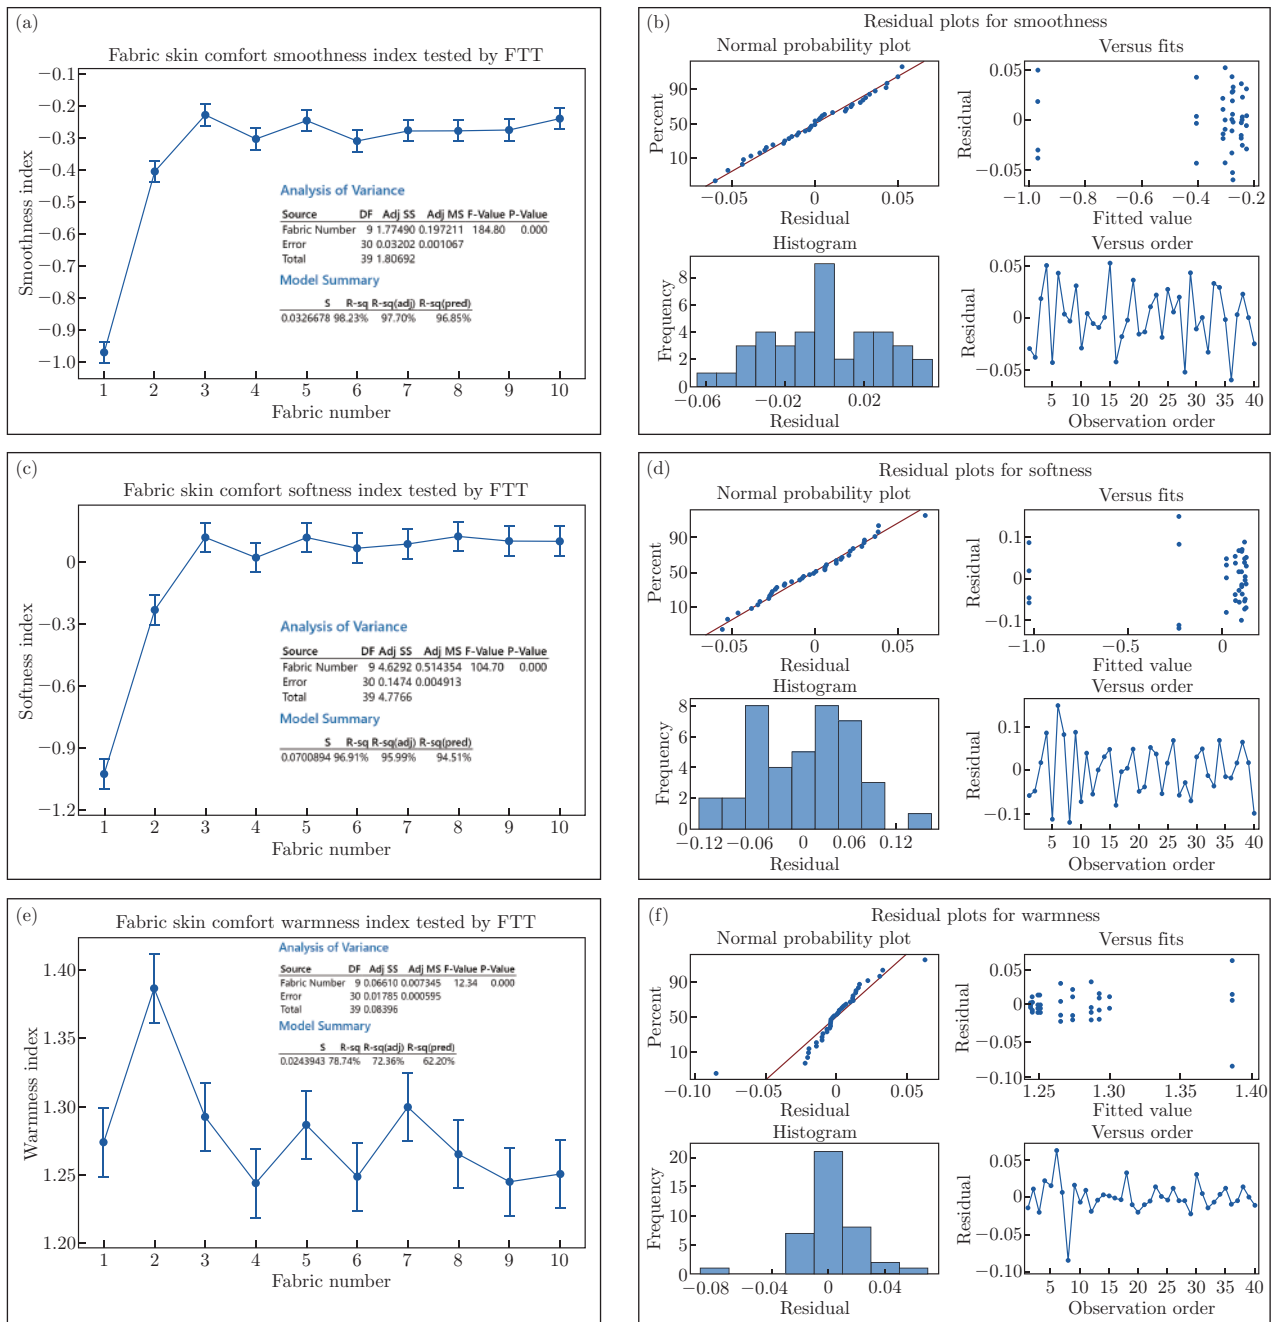 (a)
Fabric skin comfort smoothness index tested by FTT
−0.1
−0.2
−0.3
−0.4
−0.5
−0.6
−0.7
−0.8
−0.9
−1.0
Smoothness index
Analysis of Variance
Source DF Adj SS Adj MS F-Value P-Value
Fabric Number 9 1.77490 0.197211 184.80 0.000
Error 30 0.03202 0.001067
Total 39 1.80692
Model Summary
S R-sq R-sq(adj) R-sq(pred)
0.0326678 98.23% 97.70% 96.85%
1 2 3 4 5 6 7 8 9 10
Fabric number
(b)
Residual plots for smoothness
Normal probability plot
Percent
90
50
10
−0.05 0 0.05
Residual
Versus fits
Residual
0.05
0
−0.05
−1.0 −0.8 −0.6 −0.4 −0.2
Fitted value
Histogram
Frequency
8
6
4
2
0
−0.06 −0.02 0.02
Residual
Versus order
Residual
0.05
0
−0.05
5 10 15 20 25 30 35 40
Observation order
(c)
Fabric skin comfort softness index tested by FTT
0
−0.3
−0.6
−0.9
−1.2
Softness index
Analysis of Variance
Source DF Adj SS Adj MS F-Value P-Value
Fabric Number 9 4.6292 0.514354 104.70 0.000
Error 30 0.1474 0.004913
Total 39 4.7766
Model Summary
S R-sq R-sq(adj) R-sq(pred)
0.0700894 96.91% 95.99% 94.51%
1 2 3 4 5 6 7 8 9 10
Fabric number
(d)
Residual plots for softness
Normal probability plot
Percent
90
50
10
−0.05 0 0.05
Residual
Versus fits
Residual
0.1
0
−0.1
−1.0 −0.5 0
Fitted value
Histogram
Frequency
8
6
4
2
0
−0.12 −0.06 0 0.06 0.12
Residual
Versus order
Residual
0.1
0
−0.1
5 10 15 20 25 30 35 40
Observation order
(e)
Fabric skin comfort warmness index tested by FTT
1.40
1.35
1.30
1.25
1.20
Warmness index
Analysis of Variance
Source DF Adj SS Adj MS F-Value P-Value
Fabric Number 9 0.06610 0.007345 12.34 0.000
Error 30 0.01785 0.000595
Total 39 0.08396
Model Summary
S R-sq R-sq(adj) R-sq(pred)
0.0243943 78.74% 72.36% 62.20%
1 2 3 4 5 6 7 8 9 10
Fabric number
(f)
Residual plots for warmness
Normal probability plot
Percent
90
50
10
−0.10 −0.05 0 0.05
Residual
Versus fits
Residual
0.05
0
−0.05
−0.10
1.25 1.30 1.35 1.40
Fitted value
Histogram
Frequency
20
15
10
5
0
−0.08 −0.04 0 0.04
Residual
Versus order
Residual
0.05
0
−0.05
−0.10
5 10 15 20 25 30 35 40
Observation order